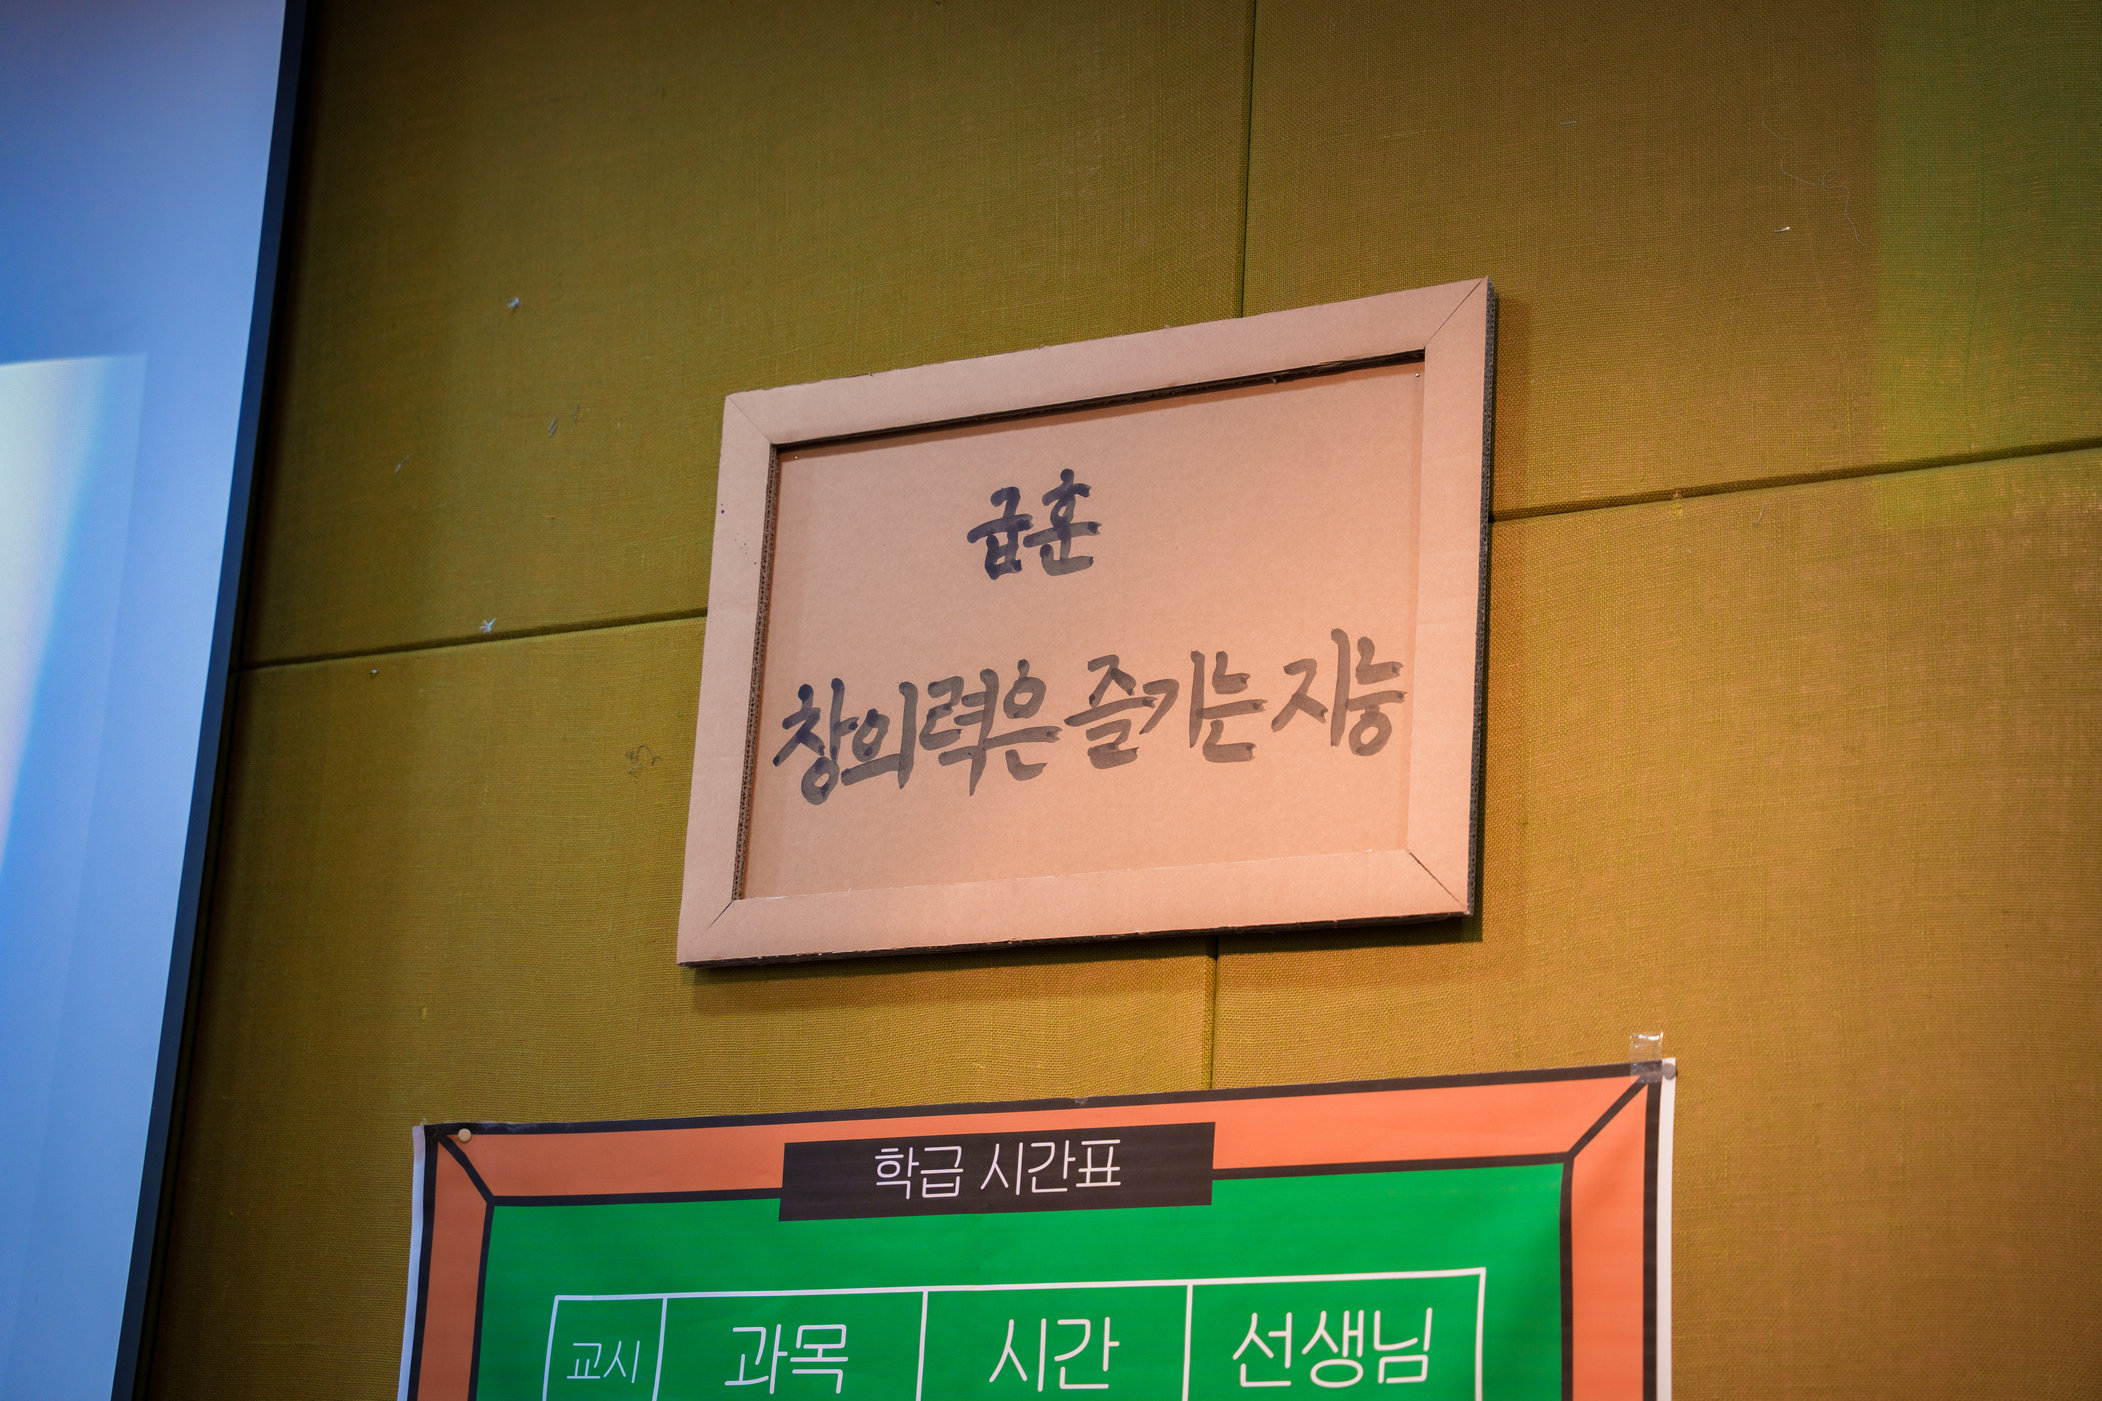 급훈
창의력은 즐기는 지능
학급 시간표
교시 과목 시간 선생님